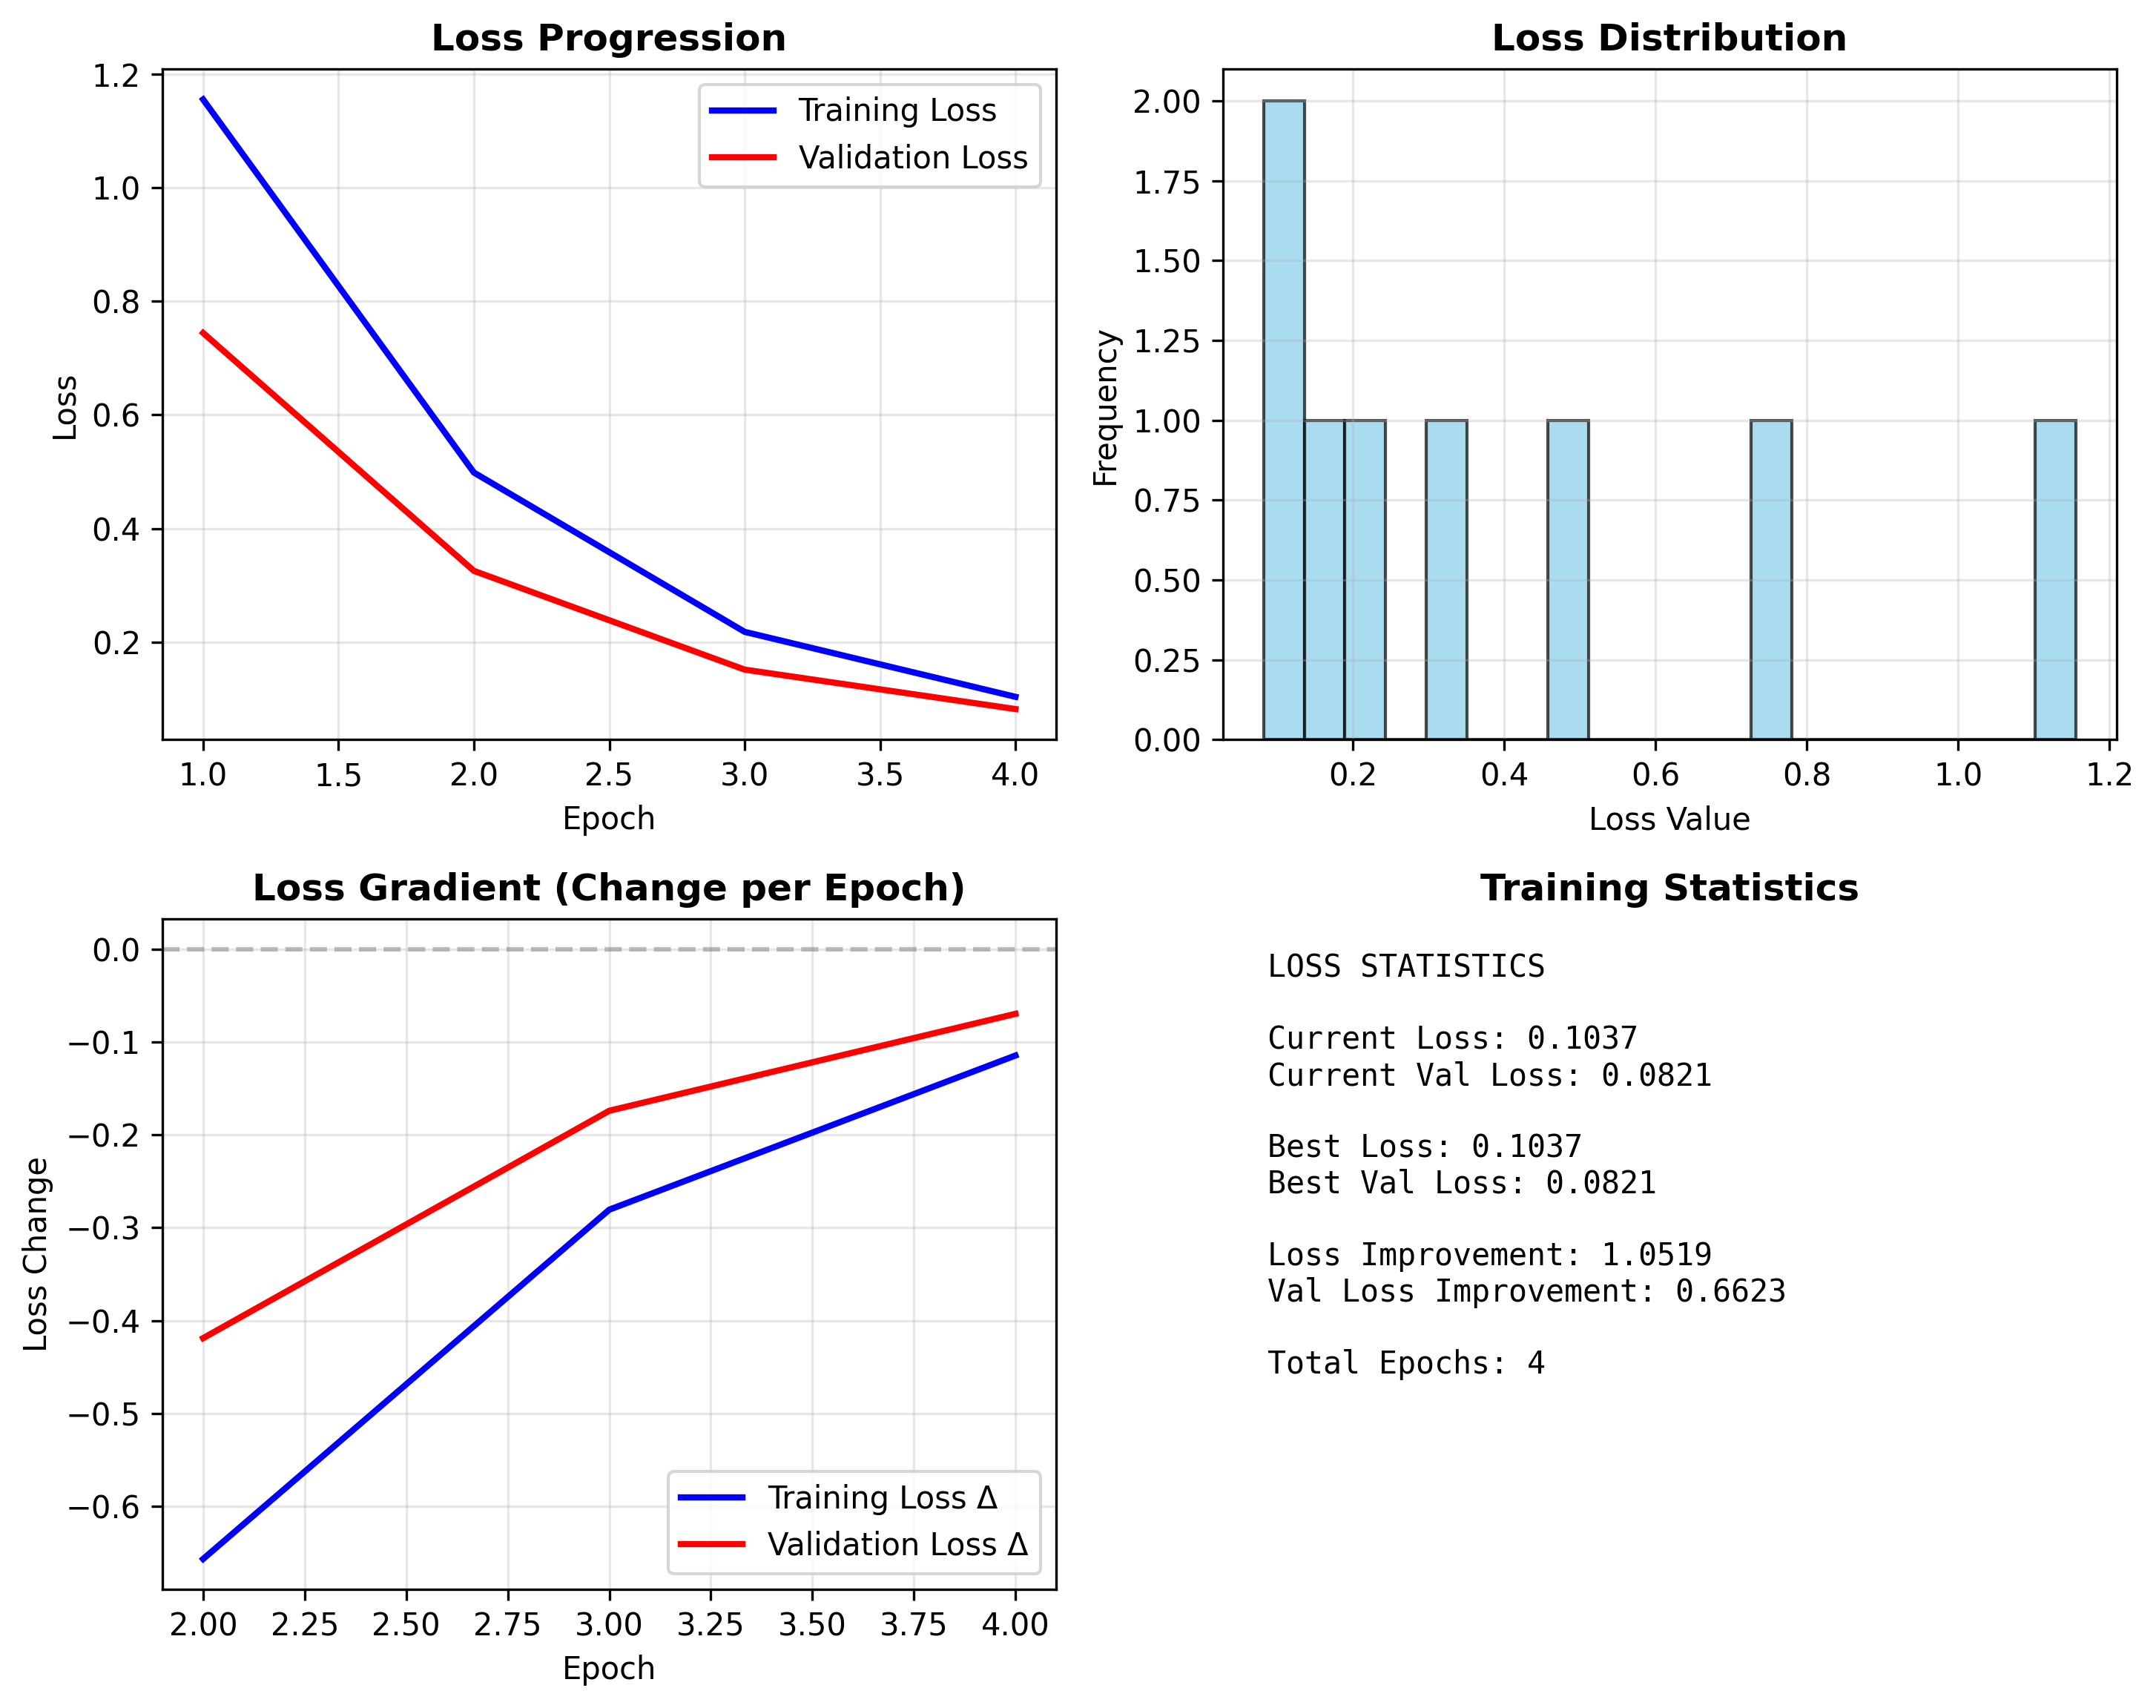 Loss Progression
1.2
1.0
0.8
0.6
0.4
0.2
Loss
Training Loss
Validation Loss
1.0 1.5 2.0 2.5 3.0 3.5 4.0
Epoch
Loss Distribution
2.00
1.75
1.50
1.25
1.00
0.75
0.50
0.25
0.00
Frequency
0.2 0.4 0.6 0.8 1.0 1.2
Loss Value
Loss Gradient (Change per Epoch)
0.0
−0.1
−0.2
−0.3
−0.4
−0.5
−0.6
Loss Change
Training Loss Δ
Validation Loss Δ
2.00 2.25 2.50 2.75 3.00 3.25 3.50 3.75 4.00
Epoch
Training Statistics
LOSS STATISTICS
Current Loss: 0.1037
Current Val Loss: 0.0821
Best Loss: 0.1037
Best Val Loss: 0.0821
Loss Improvement: 1.0519
Val Loss Improvement: 0.6623
Total Epochs: 4